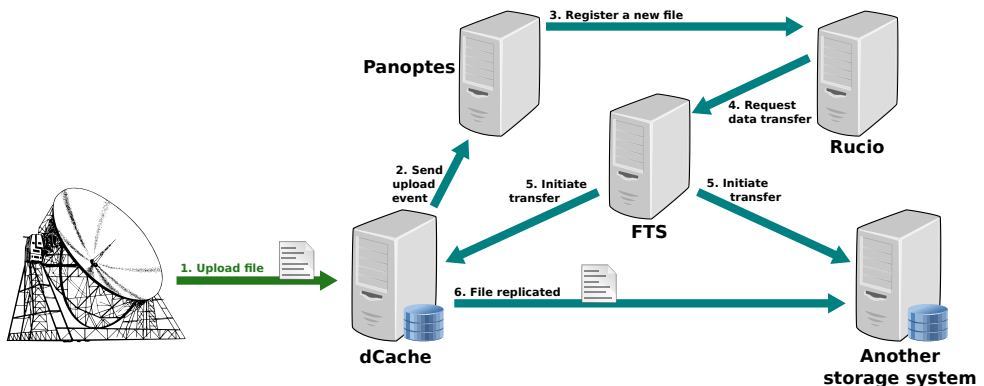 3. Register a new file
Panoptes
4. Request
data transfer
Rucio
2. Send
upload
event
5. Initiate
transfer
5. Initiate
transfer
FTS
1. Upload file
6. File replicated
dCache
Another
storage system